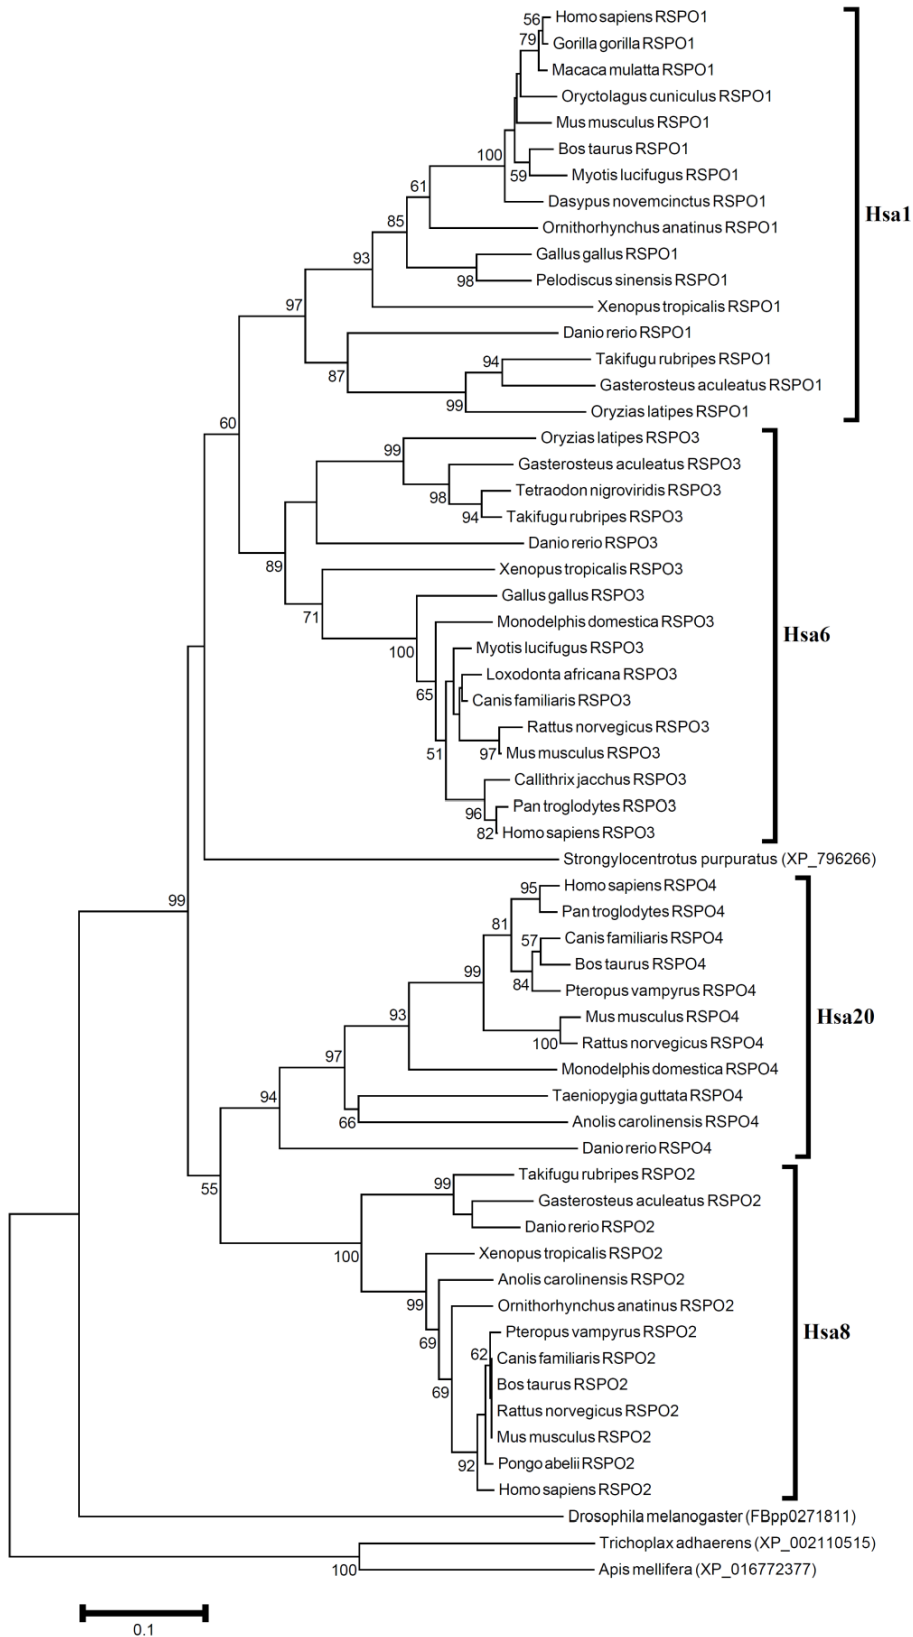 56
Homo sapiens RSPO1
79
Gorilla gorilla RSPO1
Macaca mulatta RSPO1
Oryctolagus cuniculus RSPO1
Mus musculus RSPO1
100
Bos taurus RSPO1
59
Myotis lucifugus RSPO1
61
Dasypus novemcinctus RSPO1
Hsa1
85
Ornithorhynchus anatinus RSPO1
93
Gallus gallus RSPO1
98
Pelodiscus sinensis RSPO1
97
Xenopus tropicalis RSPO1
Danio rerio RSPO1
87
94
Takifugu rubripes RSPO1
Gasterosteus aculeatus RSPO1
99
Oryzias latipes RSPO1
60
99
Oryzias latipes RSPO3
Gasterosteus aculeatus RSPO3
98
Tetraodon nigroviridis RSPO3
94
Takifugu rubripes RSPO3
Danio rerio RSPO3
89
Xenopus tropicalis RSPO3
71
Gallus gallus RSPO3
Monodelphis domestica RSPO3
Hsa6
100
Myotis lucifugus RSPO3
65
Loxodonta africana RSPO3
Canis familiaris RSPO3
Rattus norvegicus RSPO3
51
97
Mus musculus RSPO3
Callithrix jacchus RSPO3
96
Pan troglodytes RSPO3
82
Homo sapiens RSPO3
Strongylocentrotus purpuratus (XP_796266)
99
95
Homo sapiens RSPO4
Pan troglodytes RSPO4
81
57
Canis familiaris RSPO4
Bos taurus RSPO4
99
84
Pteropus vampyrus RSPO4
93
Mus musculus RSPO4
Hsa20
100
Rattus norvegicus RSPO4
97
Monodelphis domestica RSPO4
94
Taeniopygia guttata RSPO4
66
Anolis carolinensis RSPO4
Danio rerio RSPO4
55
99
Takifugu rubripes RSPO2
Gasterosteus aculeatus RSPO2
Danio rerio RSPO2
100
Xenopus tropicalis RSPO2
Anolis carolinensis RSPO2
99
Ornithorhynchus anatinus RSPO2
69
Pteropus vampyrus RSPO2
Hsa8
62
Canis familiaris RSPO2
69
Bos taurus RSPO2
Rattus norvegicus RSPO2
Mus musculus RSPO2
92
Pongo abelii RSPO2
Homo sapiens RSPO2
Drosophila melanogaster (FBpp0271811)
Trichoplax adhaerens (XP_002110515)
100
Apis mellifera (XP_016772377)
0.1